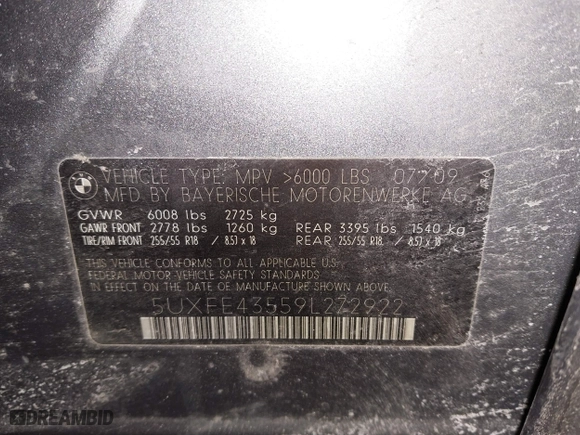 BMW
VEHICLE TYPE: MPV >6000 LBS 07/09
MFD BY BAYERISCHE MOTORENWERKE AG
GVWR 6008 lbs 2725 kg
GAWR FRONT 2778 lbs 1260 kg REAR 3395 lbs 1540 kg
TIRE/RIM FRONT 255/55 R18 / 8.5J x 18 REAR 255/55 R18 / 8.5J x 18
THIS VEHICLE CONFORMS TO ALL APPLICABLE U.S.
FEDERAL MOTOR VEHICLE SAFETY STANDARDS
IN EFFECT ON THE DATE OF MANUFACTURE SHOWN ABOVE.
5UXFE43559L272922
DREAMBID